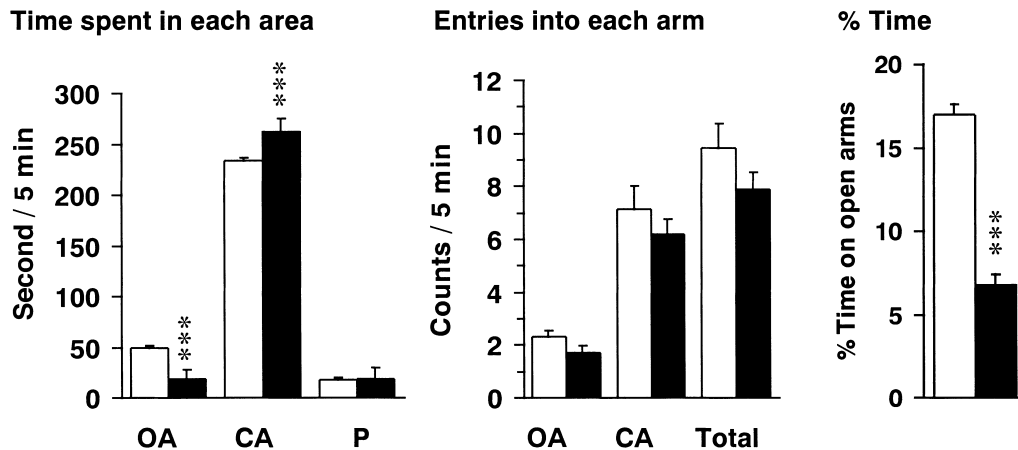 Time spent in each area
Second / 5 min
300
250
200
150
100
50
0
***
***
OA CA P
Entries into each arm
Counts / 5 min
12
10
8
6
4
2
0
OA CA Total
% Time
% Time on open arms
20
15
10
5
0
***